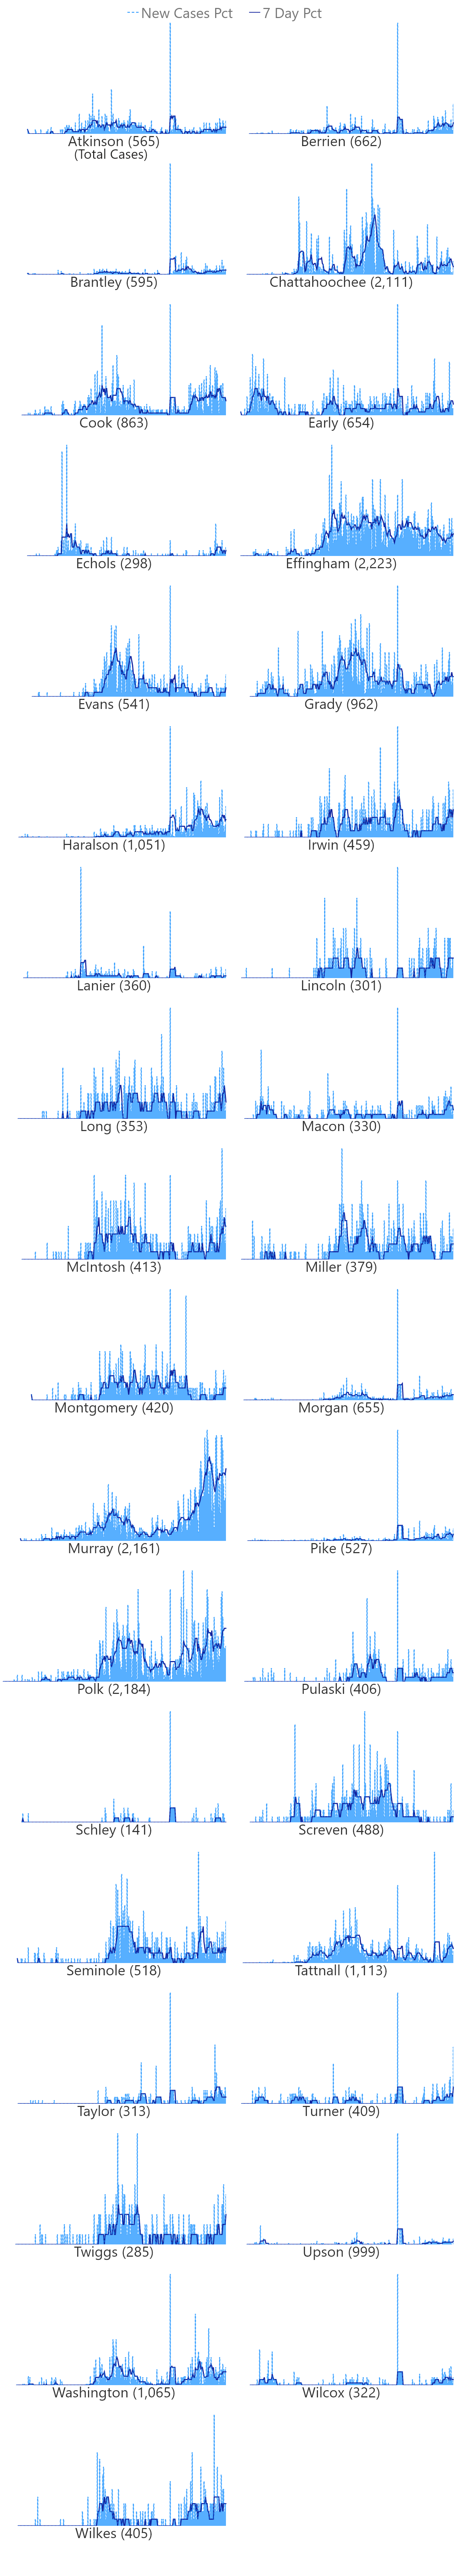 New Cases Pct 7 Day Pct
Atkinson (565) Berrien (662)
(Total Cases)
Brantley (595) Chattahoochee (2,111)
Cook (863) Early (654)
Echols (298) Effingham (2,223)
Evans (541) Grady (962)
Haralson (1,051) Irwin (459)
Lanier (360) Lincoln (301)
Long (353) Macon (330)
McIntosh (413) Miller (379)
Montgomery (420) Morgan (655)
Murray (2,161) Pike (527)
Polk (2,184) Pulaski (406)
Schley (141) Screven (488)
Seminole (518) Tattnall (1,113)
Taylor (313) Turner (409)
Twiggs (285) Upson (999)
Washington (1,065) Wilcox (322)
Wilkes (405)